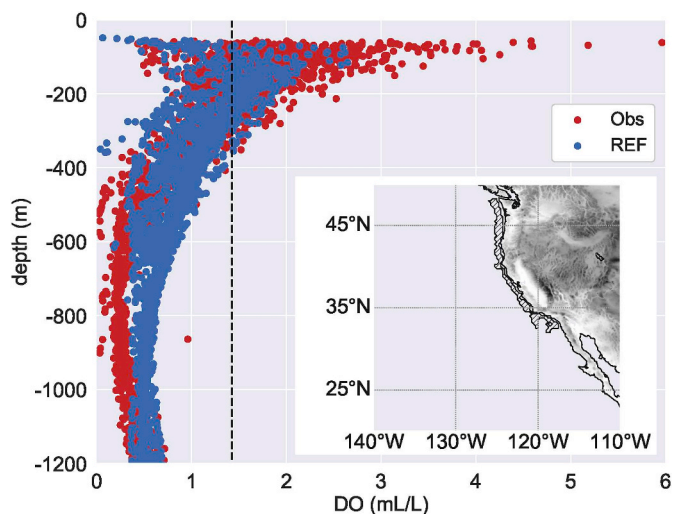 0
-200
-400
-600
-800
-1000
-1200
depth (m)
Obs
REF
45°N
35°N
25°N
140°W 130°W 120°W 110°W
0 1 2 3 4 5 6
DO (mL/L)